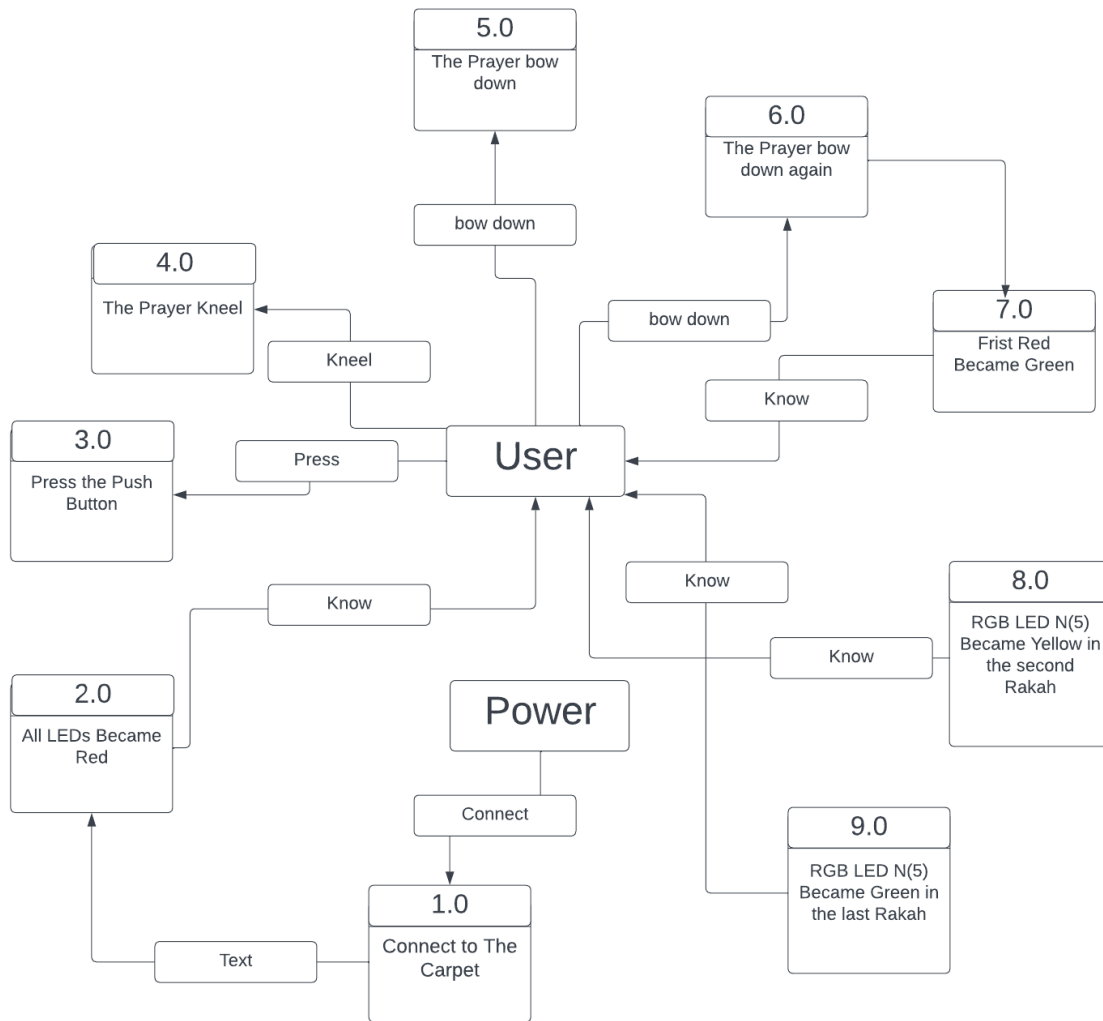 5.0
The Prayer bow
down
6.0
The Prayer bow
down again
bow down
4.0
The Prayer Kneel
bow down
7.0
Frist Red
Became Green
Kneel
Know
3.0
Press the Push
Button
Press
User
Know
8.0
RGB LED N(5)
Became Yellow in
the second
Rakah
Know
Know
2.0
All LEDs Became
Red
Power
Connect
9.0
RGB LED N(5)
Became Green in
the last Rakah
1.0
Connect to The
Carpet
Text